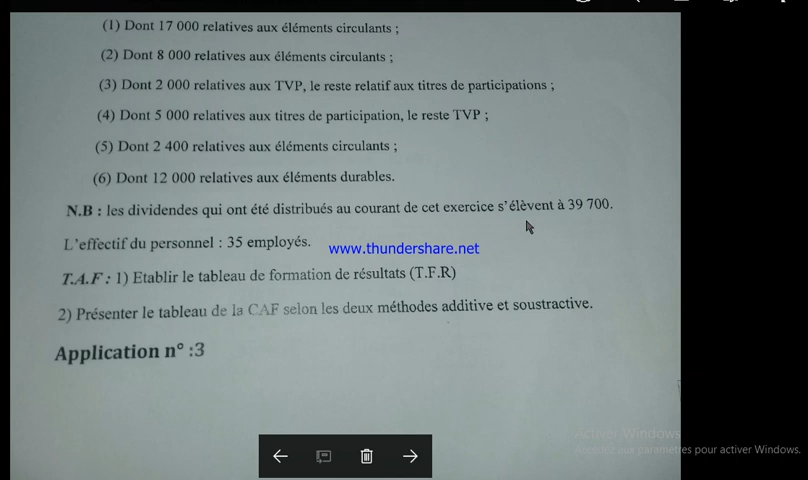 (1) Dont 17 000 relatives aux éléments circulants ;
(2) Dont 8 000 relatives aux éléments circulants ;
(3) Dont 2 000 relatives aux TVP, le reste relatif aux titres de participations ;
(4) Dont 5 000 relatives aux titres de participation, le reste TVP ;
(5) Dont 2 400 relatives aux éléments circulants ;
(6) Dont 12 000 relatives aux éléments durables.
N.B : les dividendes qui ont été distribués au courant de cet exercice s'élèvent à 39 700.
L'effectif du personnel : 35 employés.
www.thundershare.net
T.A.F : 1) Etablir le tableau de formation de résultats (T.F.R)
2) Présenter le tableau de la CAF selon les deux méthodes additive et soustractive.
Application n° :3
Activer Windows
aux paramètres pour activer Windows.